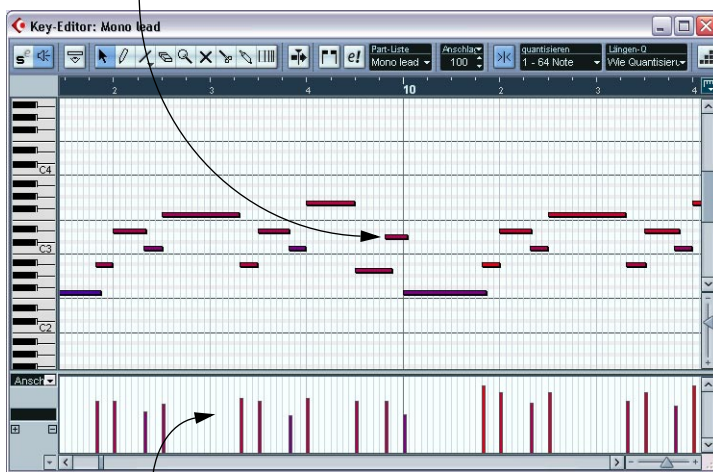 Key-Editor: Mono lead
Part-Liste Anschlag quantisieren Längen-Q
s e e! Mono lead 100 1 - 64 Note Wie Quantisieru
2 3 4 10 2 3 4
C4
C3
C2
Ansch